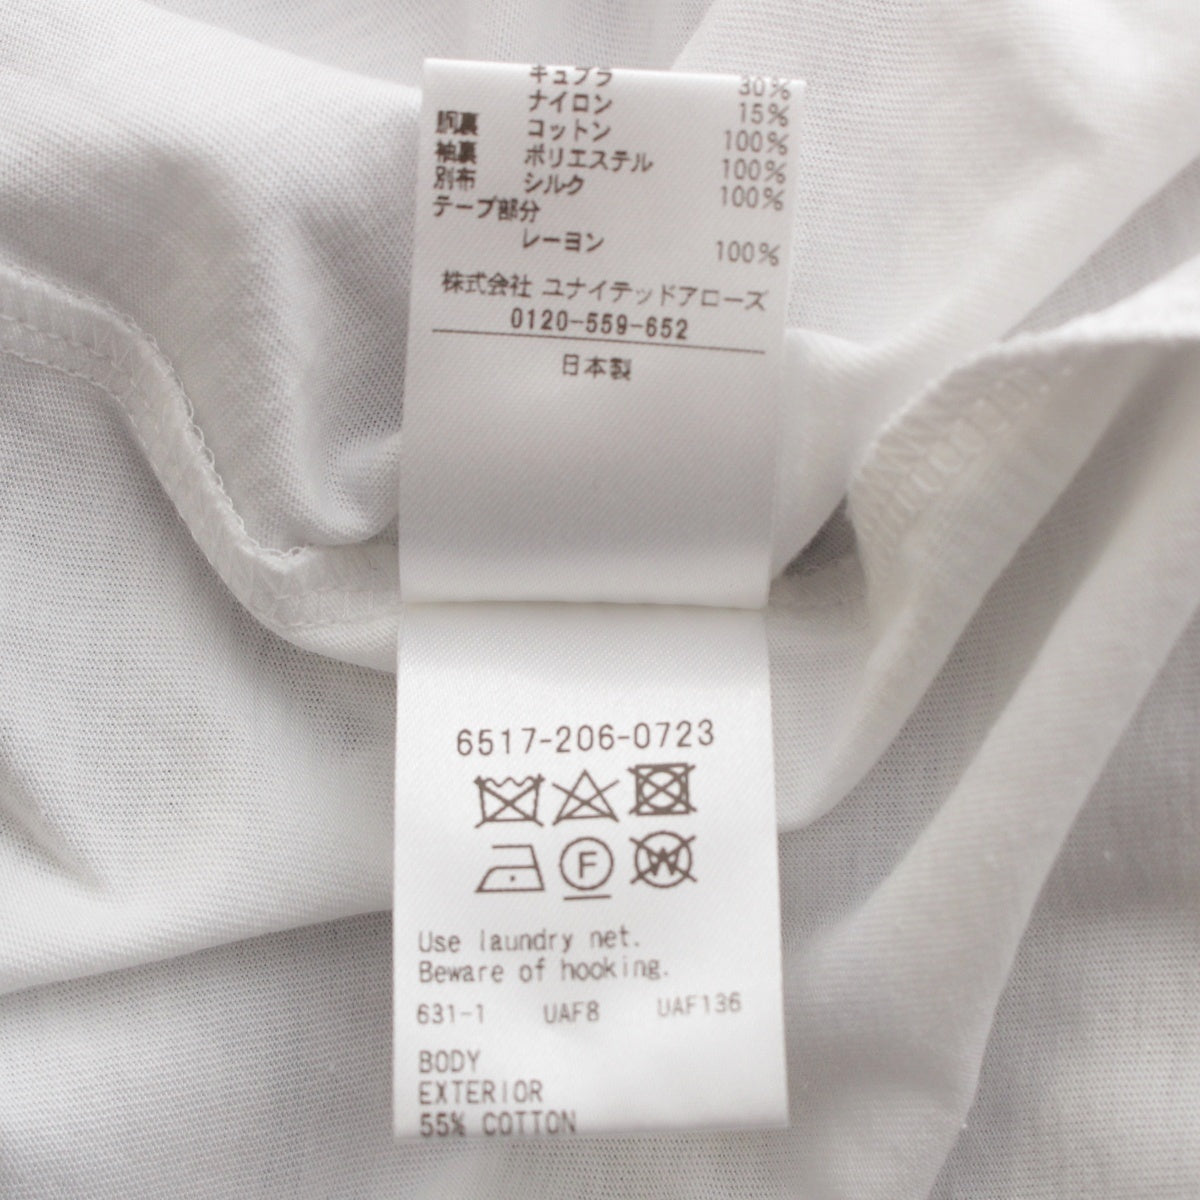 キュプラ 30%
ナイロン 15%
胴裏 コットン 100%
袖裏 ポリエステル 100%
別布 シルク 100%
テープ部分
レーヨン 100%
株式会社 ユナイテッドアローズ
0120-559-652
日本製
6517-206-0723
F W
Use laundry net.
Beware of hooking.
631-1 UAF8 UAF136
BODY
EXTERIOR
55% COTTON